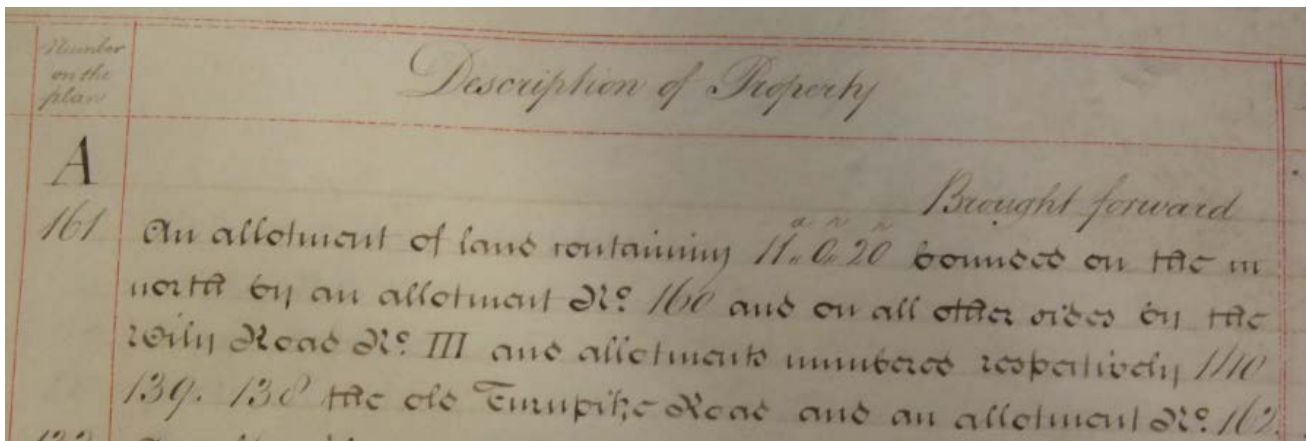 Number
on the
plan
Description of Property
A
Brought forward
a r p
161 An allotment of land containing 11,, 0,, 20 bounded on the
north by an allotment No. 160 and on all other sides by the
Road No. III and allotments numbered respectively 140
139. 138 the old Turnpike Road and an allotment No. 162.